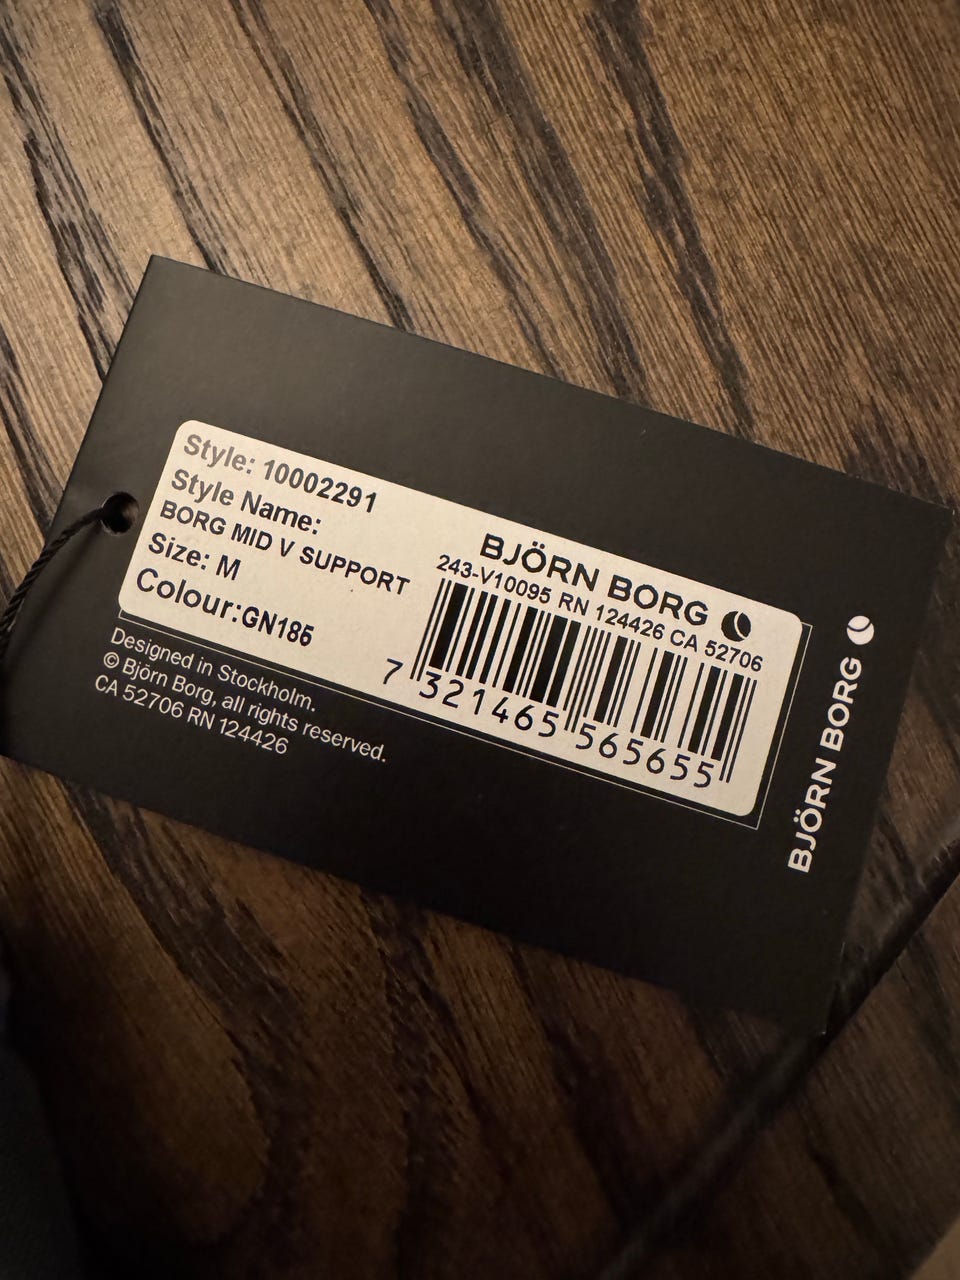 Style: 10002291
Style Name:
BORG MID V SUPPORT
Size: M
Colour:GN185
BJÖRN BORG
243-V10095 RN 124426 CA 52706
7 321465 565655
Designed in Stockholm.
© Björn Borg, all rights reserved.
CA 52706 RN 124426
BJÖRN BORG